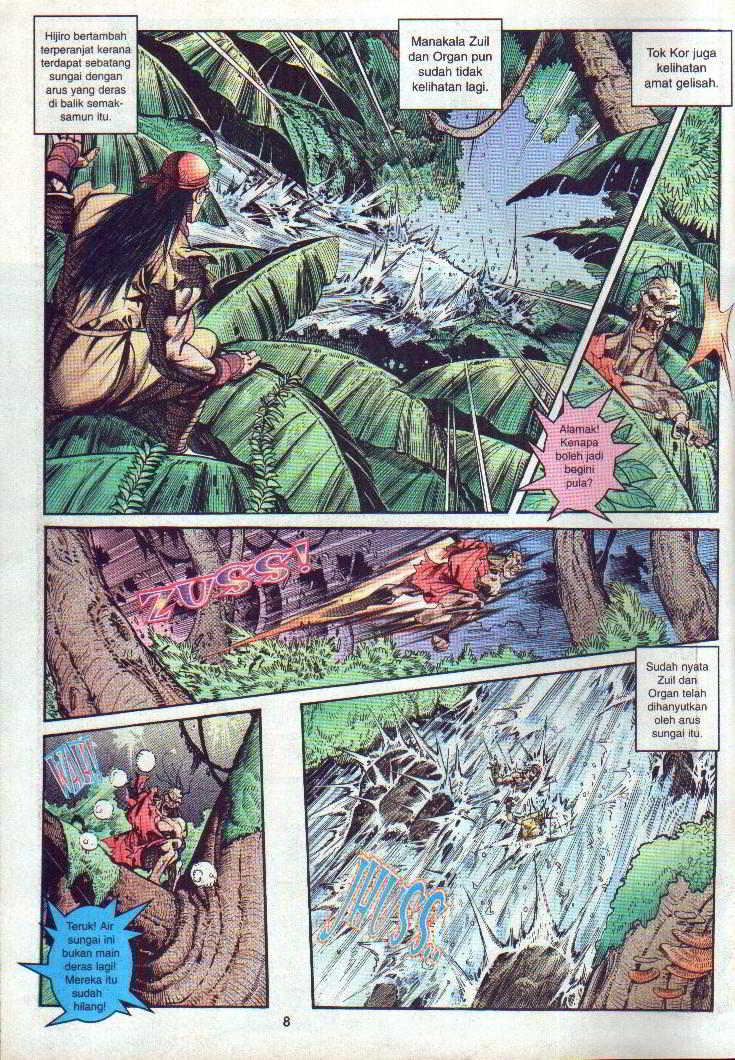 Hijiro bertambah
terperanjat kerana
terdapat sebatang
sungai dengan
arus yang deras
di balik semak-
samun itu.
Manakala Zuil
dan Organ pun
sudah tidak
kelihatan lagi.
Tok Kor juga
kelihatan
amat gelisah.
Alamak!
Kenapa
boleh jadi
begini
pula?
ZUSS!
Sudah nyata
Zuil dan
Organ telah
dihanyutkan
oleh arus
sungai itu.
WAH!
Teruk! Air
sungai ini
bukan main
deras lagi!
Mereka itu
sudah
hilang!
JHUSS..
8